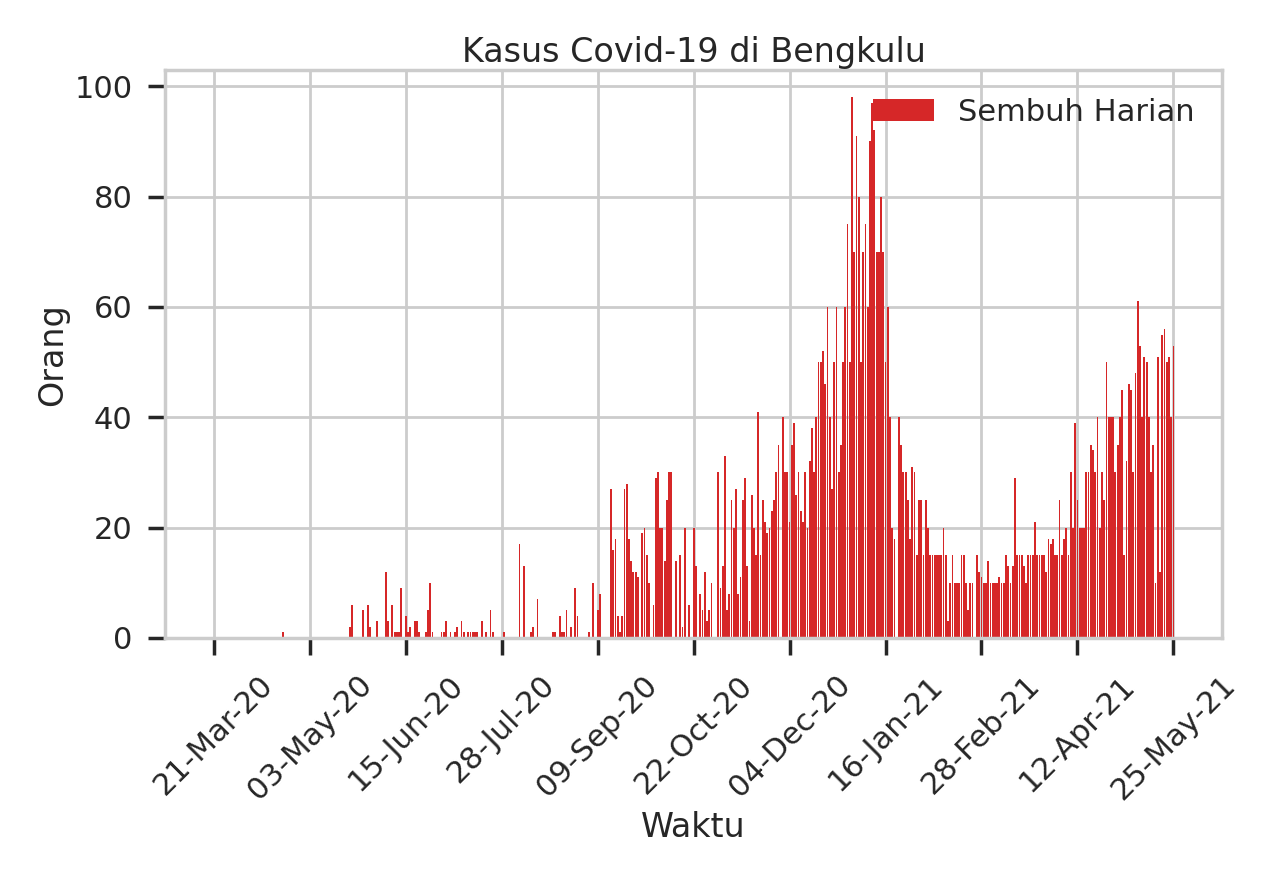 Kasus Covid-19 di Bengkulu
Sembuh Harian
Orang
100
80
60
40
20
0
21-Mar-20
03-May-20
15-Jun-20
28-Jul-20
09-Sep-20
22-Oct-20
04-Dec-20
16-Jan-21
28-Feb-21
12-Apr-21
25-May-21
Waktu